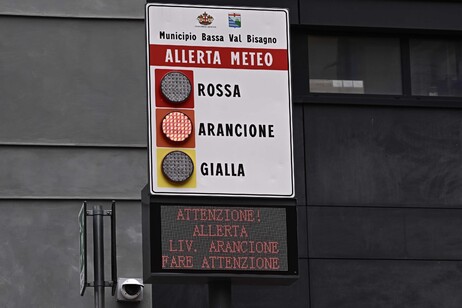 Municipio Bassa Val Bisagno
ALLERTA METEO
ROSSA
ARANCIONE
GIALLA
ATTENZIONE!
ALLERTA
LIV. ARANCIONE
FARE ATTENZIONE